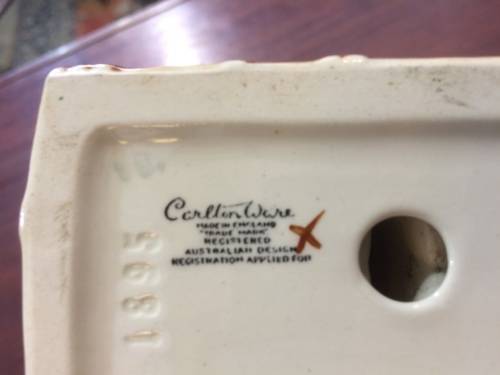 Carlton Ware
MADE IN ENGLAND
"TRADE MARK"
REGISTERED
AUSTRALIAN DESIGN
REGISTRATION APPLIED FOR
1895